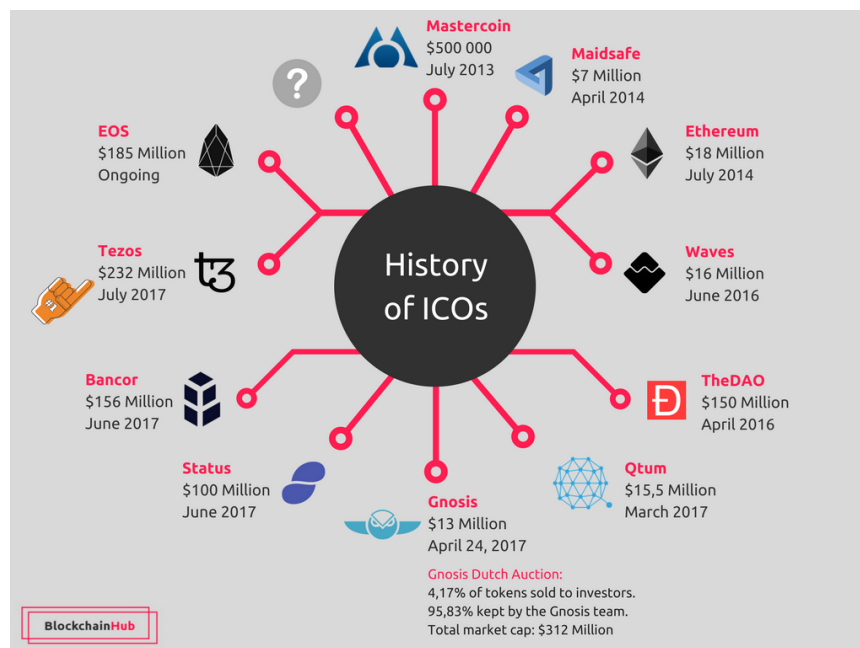 Mastercoin
$500 000
July 2013
Maidsafe
$7 Million
April 2014
Ethereum
$18 Million
July 2014
Waves
$16 Million
June 2016
TheDAO
$150 Million
April 2016
Qtum
$15,5 Million
March 2017
Gnosis
$13 Million
April 24, 2017
Gnosis Dutch Auction:
4,17% of tokens sold to investors.
95,83% kept by the Gnosis team.
Total market cap: $312 Million
Status
$100 Million
June 2017
Bancor
$156 Million
June 2017
Tezos
$232 Million
July 2017
#1
EOS
$185 Million
Ongoing
?
History
of ICOs
BlockchainHub